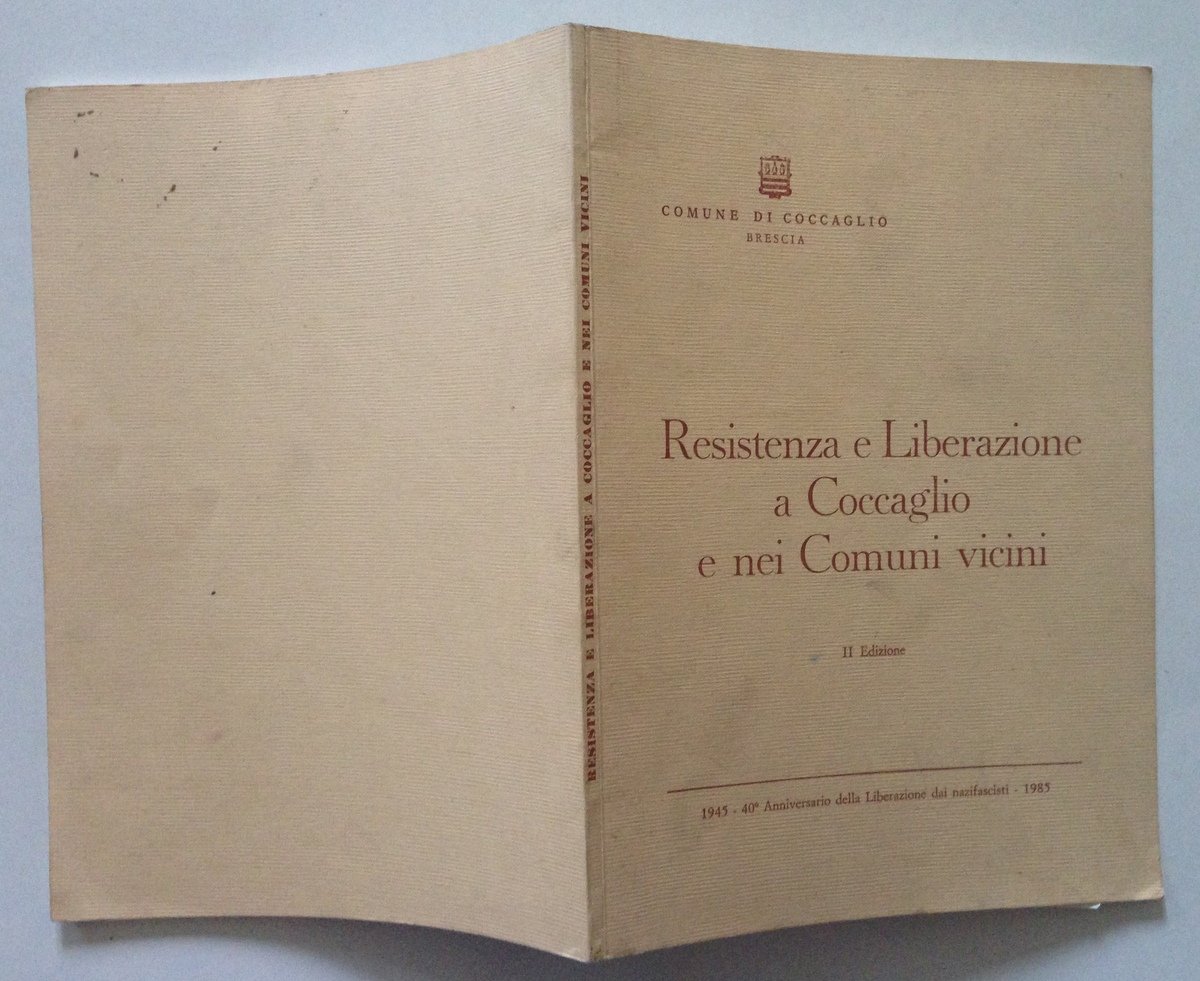 RESISTENZA E LIBERAZIONE A COCCAGLIO E NEI COMUNI VICINI
COMUNE DI COCCAGLIO
BRESCIA
Resistenza e Liberazione
a Coccaglio
e nei Comuni vicini
II Edizione
1945 - 40° Anniversario della Liberazione dai nazifascisti - 1985